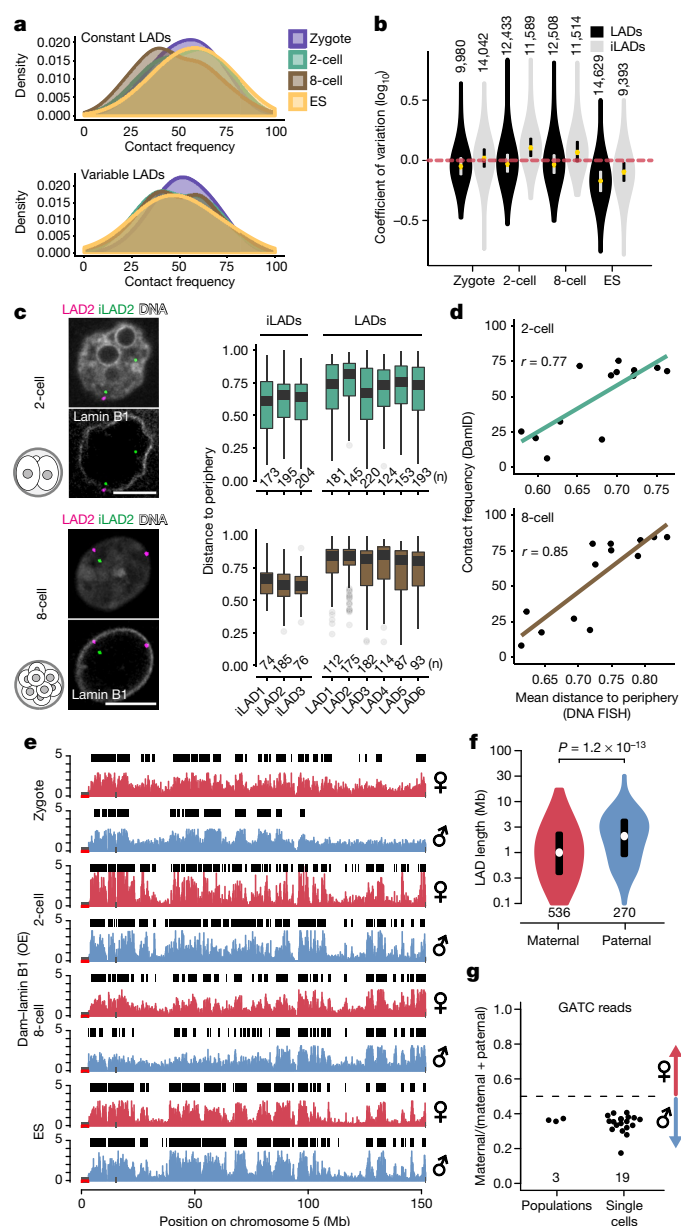 a
Constant LADs
0.020
0.015
0.010
0.005
0.000
Density
0 25 50 75 100
Contact frequency
Zygote
2-cell
8-cell
ES
Variable LADs
0.020
0.015
0.010
0.005
0.000
Density
0 25 50 75 100
Contact frequency
b
LADs
iLADs
9,980
14,042
12,433
11,589
12,508
11,514
14,629
9,393
Coefficient of variation (log10)
0.5
0.0
−0.5
Zygote 2-cell 8-cell ES
c
LAD2 iLAD2 DNA
2-cell
Lamin B1
LAD2 iLAD2 DNA
8-cell
Lamin B1
iLADs LADs
Distance to periphery
1.00
0.75
0.50
0.25
0.00
173 195 204 181 145 220 124 153 193 (n)
1.00
0.75
0.50
0.25
0.00
74 185 76 112 175 182 114 87 93 (n)
iLAD1 iLAD2 iLAD3 LAD1 LAD2 LAD3 LAD4 LAD5 LAD6
d
2-cell
r = 0.77
100
75
50
25
0
0.60 0.65 0.70 0.75
Contact frequency (DamID)
8-cell
r = 0.85
100
75
50
25
0
0.65 0.70 0.75 0.80
Mean distance to periphery
(DNA FISH)
e
Dam–lamin B1 (OE)
Zygote
5
0
♀
5
0
♂
2-cell
5
0
♀
5
0
♂
8-cell
5
0
♀
5
0
♂
ES
5
0
♀
5
0
♂
0 50 100 150
Position on chromosome 5 (Mb)
f
P = 1.2 × 10⁻¹³
LAD length (Mb)
100
30
10
3
1
0.3
0.1
536 270
Maternal Paternal
g
GATC reads
Maternal/(maternal + paternal)
1.0
0.8
0.6
0.4
0.2
0.0
♀
♂
3 19
Populations Single
cells